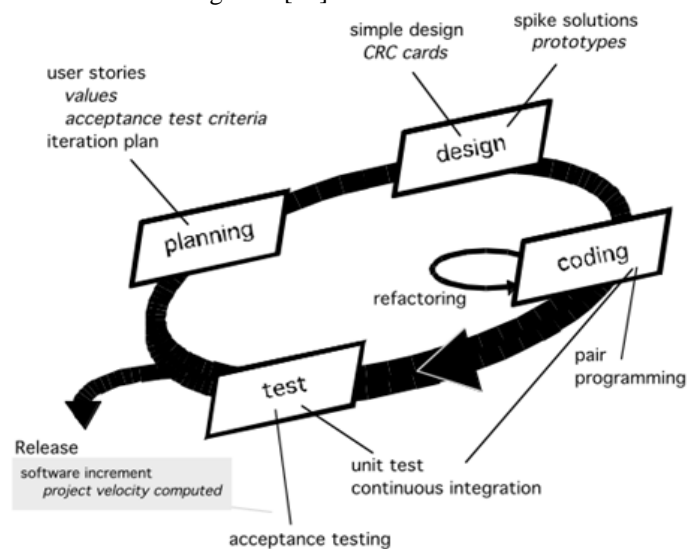 simple design
CRC cards
spike solutions
prototypes
user stories
values
acceptance test criteria
iteration plan
design
planning
coding
refactoring
pair
programming
test
Release
software increment
project velocity computed
unit test
continuous integration
acceptance testing